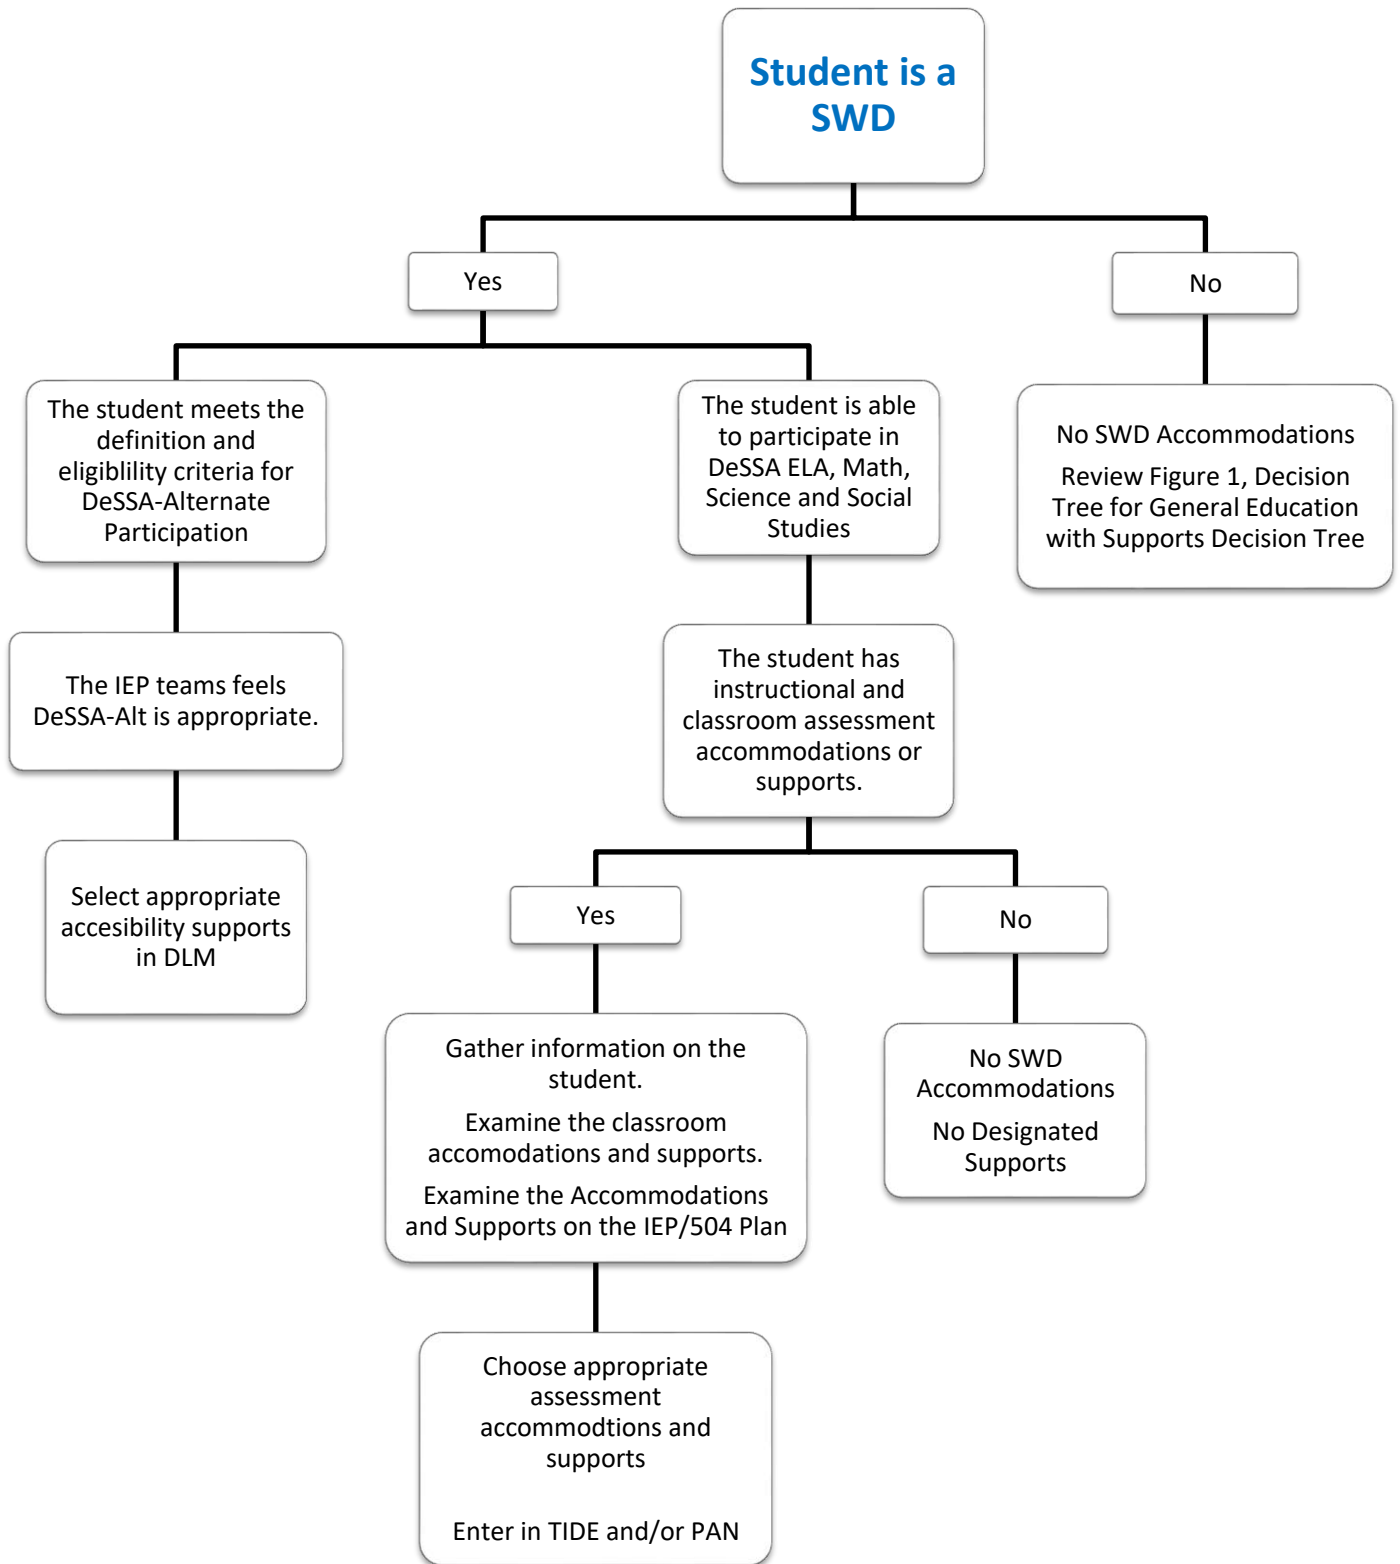 Student is a
SWD
Yes
No
The student meets the
definition and
eligiblility criteria for
DeSSA-Alternate
Participation
The student is able
to participate in
DeSSA ELA, Math,
Science and Social
Studies
No SWD Accommodations
Review Figure 1, Decision
Tree for General Education
with Supports Decision Tree
The IEP teams feels
DeSSA-Alt is appropriate.
The student has
instructional and
classroom assessment
accommodations or
supports.
Select appropriate
accesibility supports
in DLM
Yes
No
Gather information on the
student.
Examine the classroom
accomodations and supports.
Examine the Accommodations
and Supports on the IEP/504 Plan
No SWD
Accommodations
No Designated
Supports
Choose appropriate
assessment
accommodtions and
supports
Enter in TIDE and/or PAN